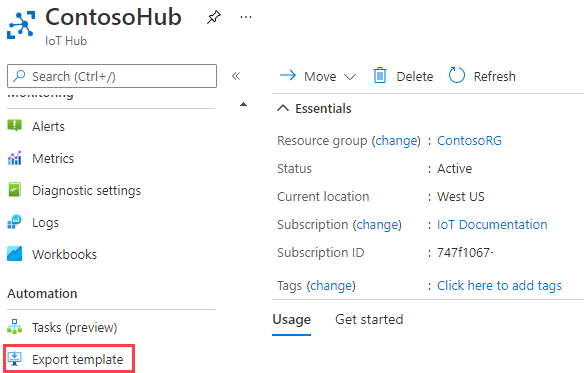 ContosoHub
IoT Hub
Search (Ctrl+/)
Monitoring
Alerts
Metrics
Diagnostic settings
Logs
Workbooks
Automation
Tasks (preview)
Export template
Move
Delete
Refresh
Essentials
Resource group (change) : ContosoRG
Status : Active
Current location : West US
Subscription (change) : IoT Documentation
Subscription ID : 747f1067-
Tags (change) : Click here to add tags
Usage Get started